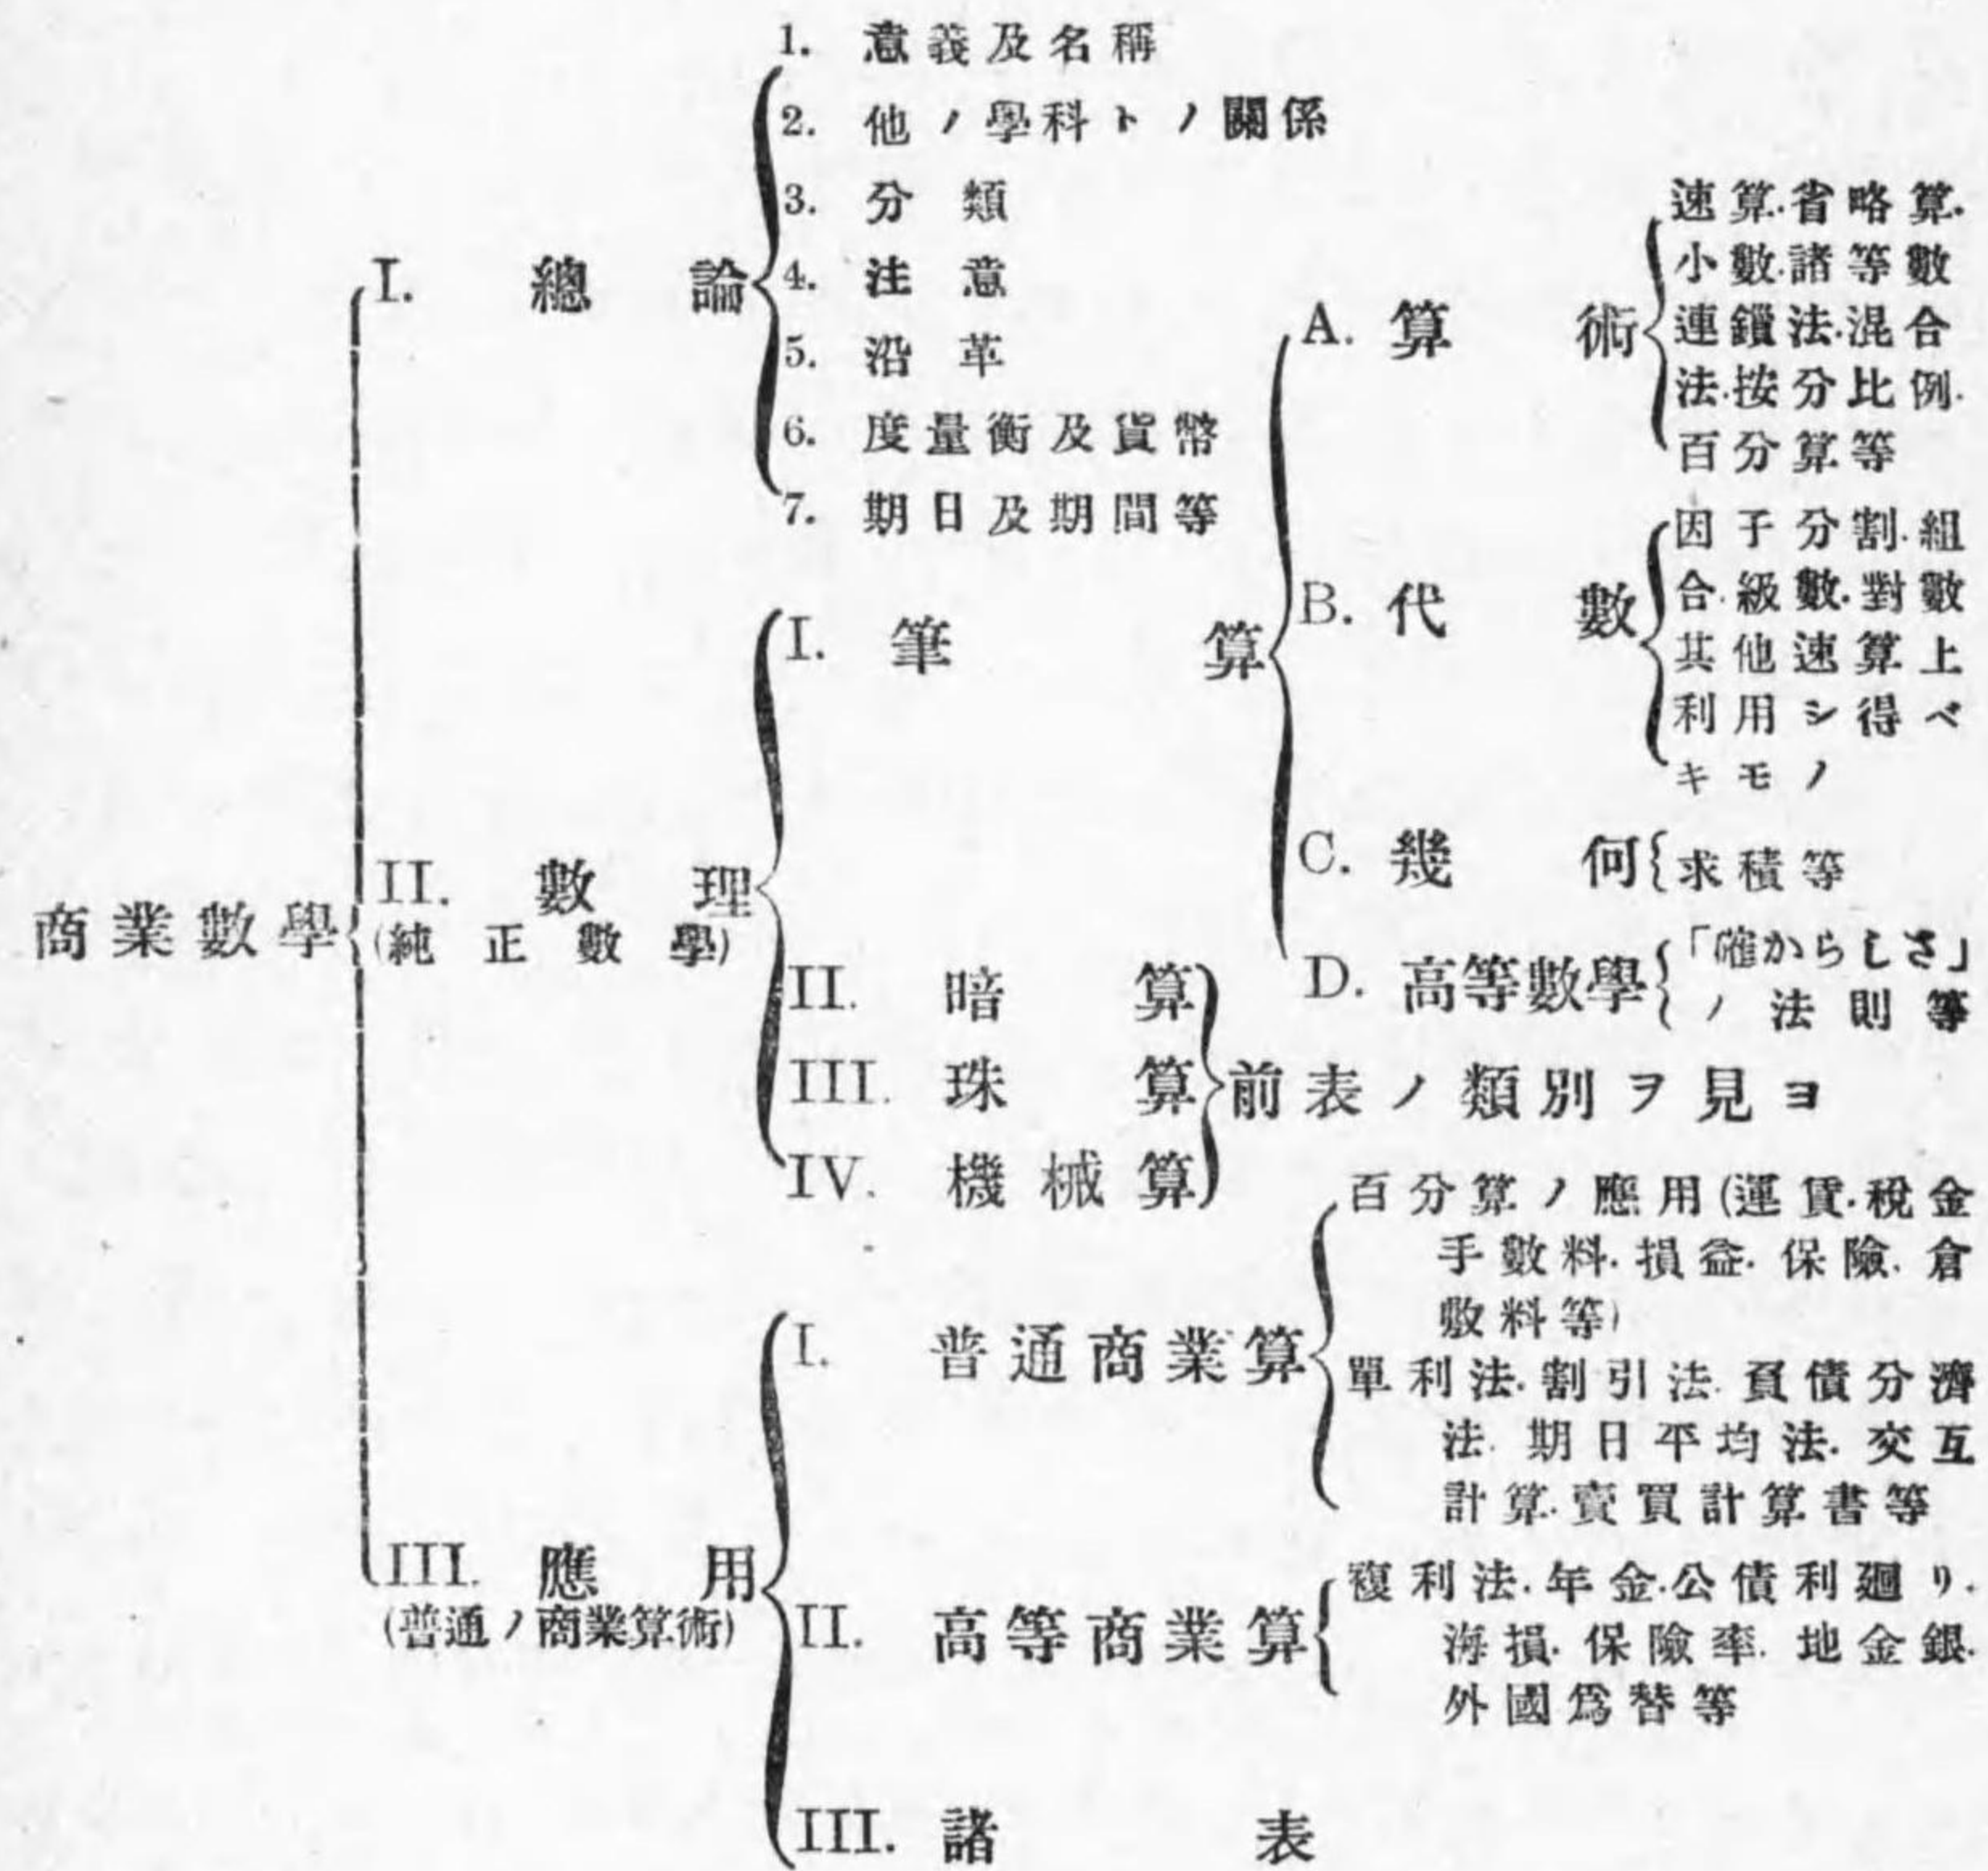 商業數學
I. 總論
1. 意義及名稱
2. 他ノ學科トノ關係
3. 分類
4. 注意
5. 沿革
6. 度量衡及貨幣
7. 期日及期間等
II. 數理
(純正數學)
I. 筆算
A. 算術
速算.省略算.
小數.諸等數
連鎖法.混合
法.按分比例.
百分算等
B. 代數
因子分割.組
合.級數.對數
其他速算上
利用シ得ベ
キモノ
C. 幾何
求積等
D. 高等數學
「確からしさ」
ノ法則等
II. 暗算
III. 珠算
IV. 機械算
前表ノ類別ヲ見ヨ
III. 應用
(普通ノ商業算術)
I. 普通商業算
百分算ノ應用(運賃.稅金
手數料.損益.保險.倉
敷料等)
單利法.割引法.負債分濟
法.期日平均法.交互
計算.賣買計算書等
II. 高等商業算
複利法.年金.公債利廻り.
海損.保險率.地金銀.
外國爲替等
III. 諸表